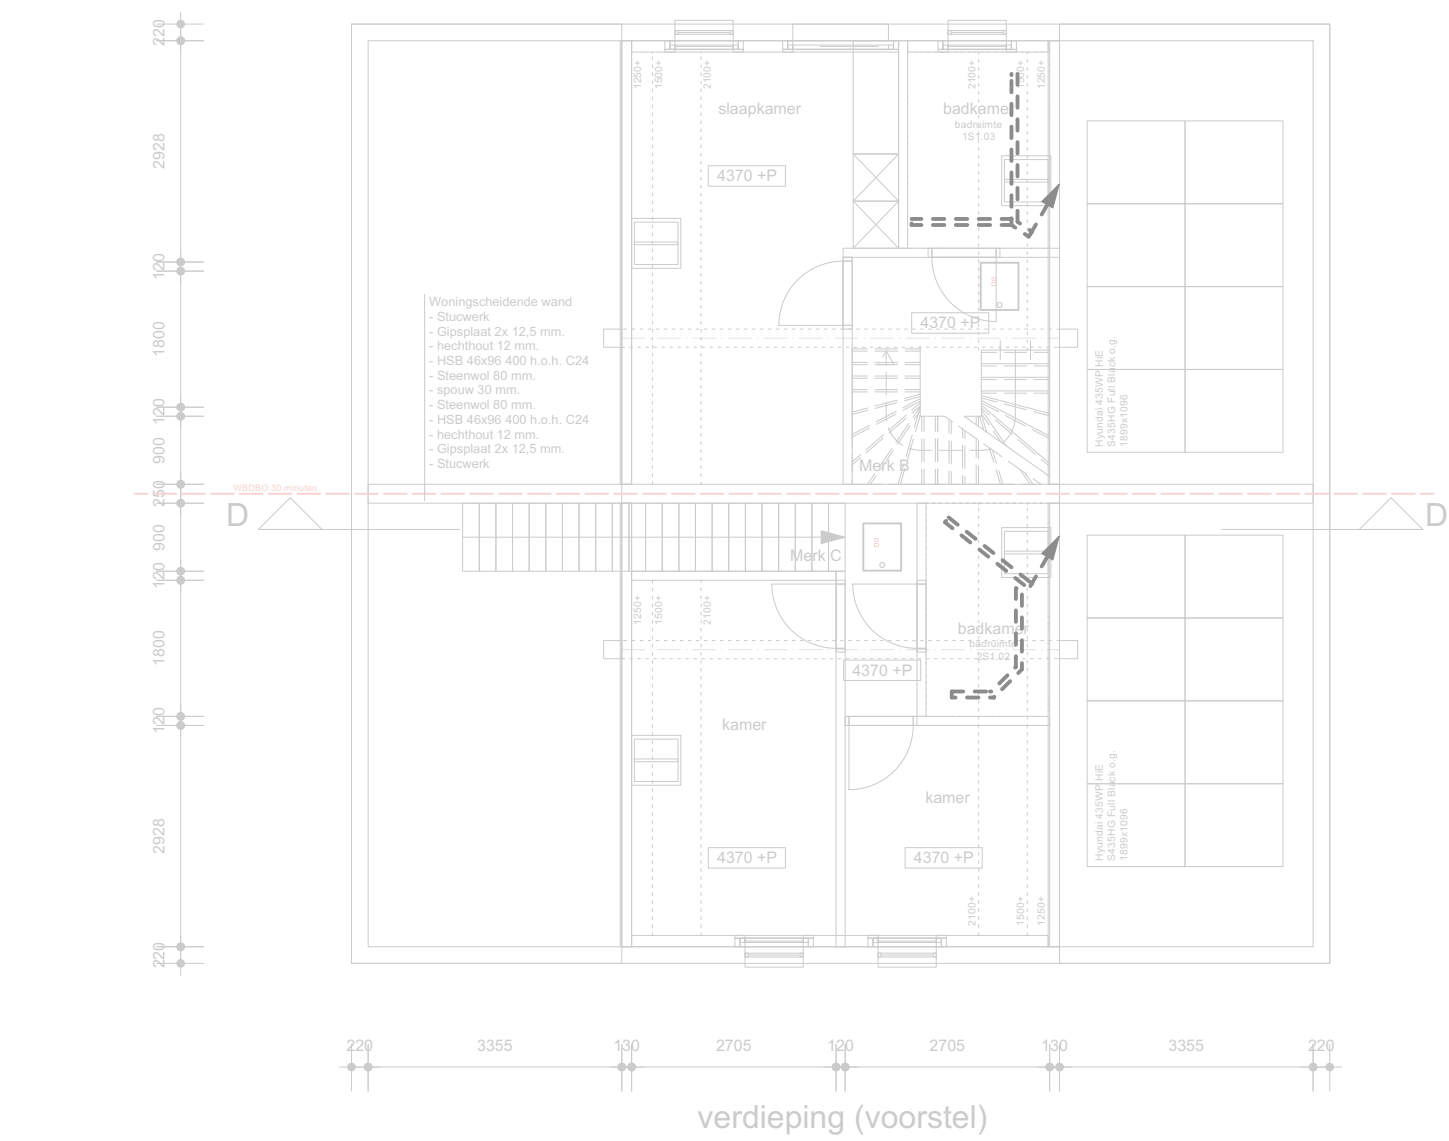 220
2928
120
1800
120
900
250
900
120
1800
120
2928
220
1250+
1500+
2100+
2100+
1500+
1250+
slaapkamer
badkamer
badruimte
1S1.03
4370 +P
Woningscheidende wand
- Stucwerk
- Gipsplaat 2x 12,5 mm.
- hechthout 12 mm.
- HSB 46x96 400 h.o.h. C24
- Steenwol 80 mm.
- spouw 30 mm.
- Steenwol 80 mm.
- HSB 46x96 400 h.o.h. C24
- hechthout 12 mm.
- Gipsplaat 2x 12,5 mm.
- Stucwerk
4370 +P
Hyundai 435WP HiE
S435HG Full Black o.g.
1899x1096
Merk B
WBDBO 30 minuten
D
D
Merk C
1250+
1500+
2100+
badkamer
badruimte
2S1.02
4370 +P
kamer
kamer
Hyundai 435WP HiE
S435HG Full Black o.g.
1899x1096
4370 +P
4370 +P
2100+
1500+
1250+
220
3355
130
2705
120
2705
130
3355
220
verdieping (voorstel)